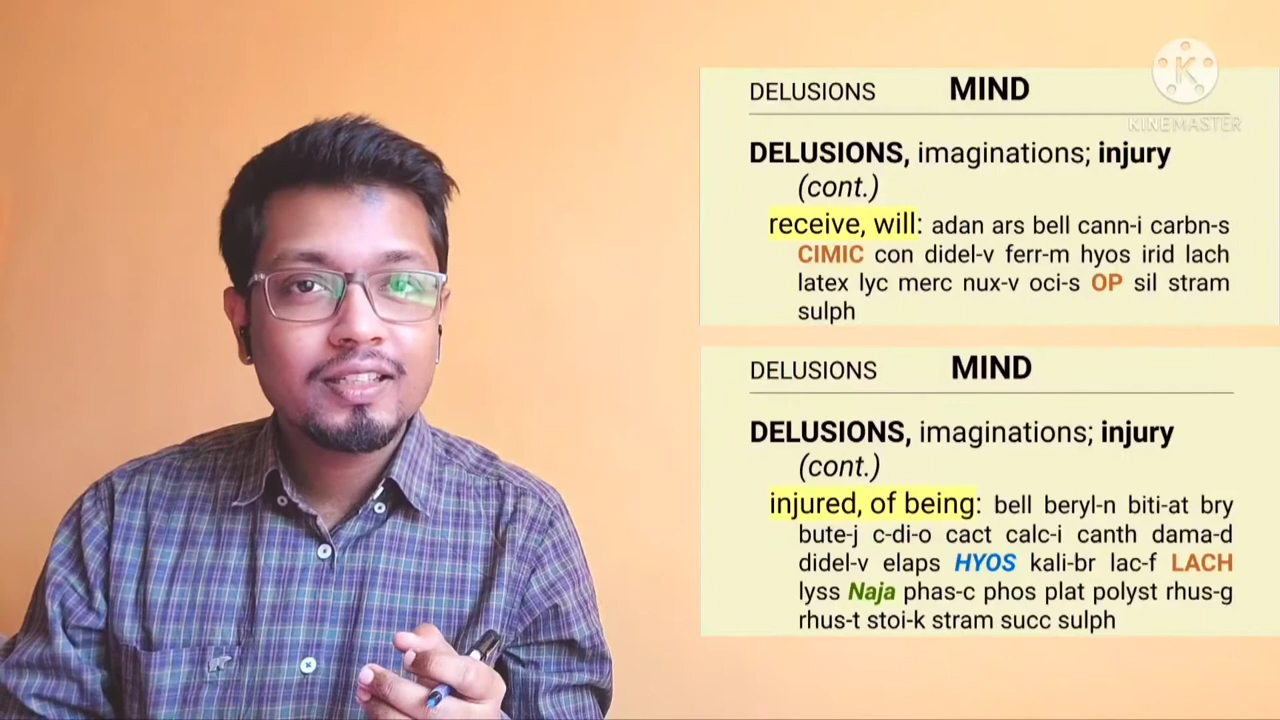 DELUSIONS MIND
DELUSIONS, imaginations; injury
(cont.)
receive, will: adan ars bell cann-i carbn-s
CIMIC con didel-v ferr-m hyos irid lach
latex lyc merc nux-v oci-s OP sil stram
sulph
DELUSIONS MIND
DELUSIONS, imaginations; injury
(cont.)
injured, of being: bell beryl-n biti-at bry
bute-j c-di-o cact calc-i canth dama-d
didel-v elaps HYOS kali-br lac-f LACH
lyss Naja phas-c phos plat polyst rhus-g
rhus-t stoi-k stram succ sulph
K
KINEMASTER